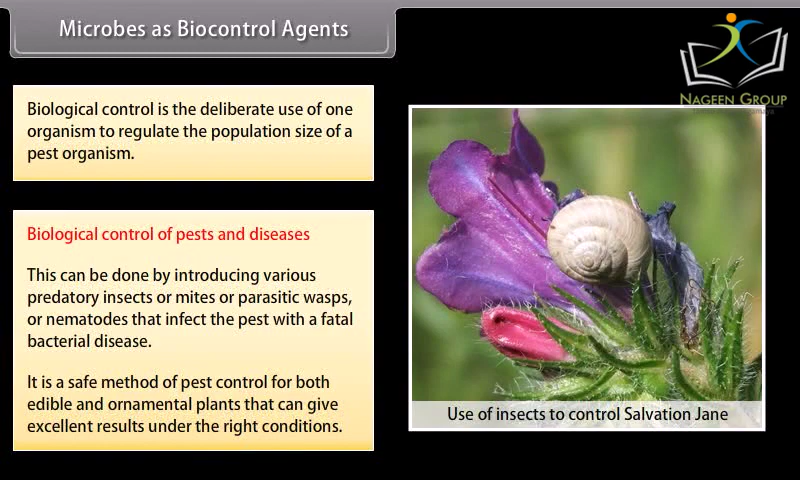 Microbes as Biocontrol Agents
NAGEEN GROUP
Biological control is the deliberate use of one
organism to regulate the population size of a
pest organism.
Biological control of pests and diseases
This can be done by introducing various
predatory insects or mites or parasitic wasps,
or nematodes that infect the pest with a fatal
bacterial disease.
It is a safe method of pest control for both
edible and ornamental plants that can give
excellent results under the right conditions.
Use of insects to control Salvation Jane